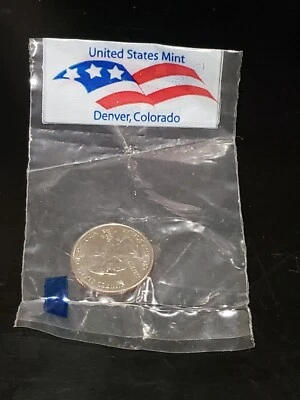 United States Mint
Denver, Colorado